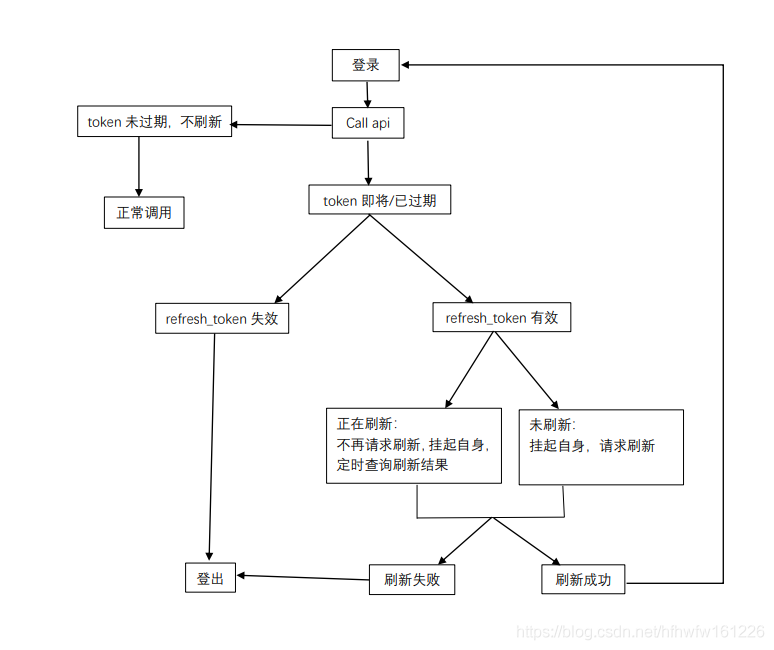 登录
Call api
token 未过期，不刷新
正常调用
token 即将/已过期
refresh_token 失效
refresh_token 有效
正在刷新：
不再请求刷新, 挂起自身，
定时查询刷新结果
未刷新：
挂起自身，请求刷新
登出
刷新失败
刷新成功
https://blog.csdn.net/hfhwfw161226